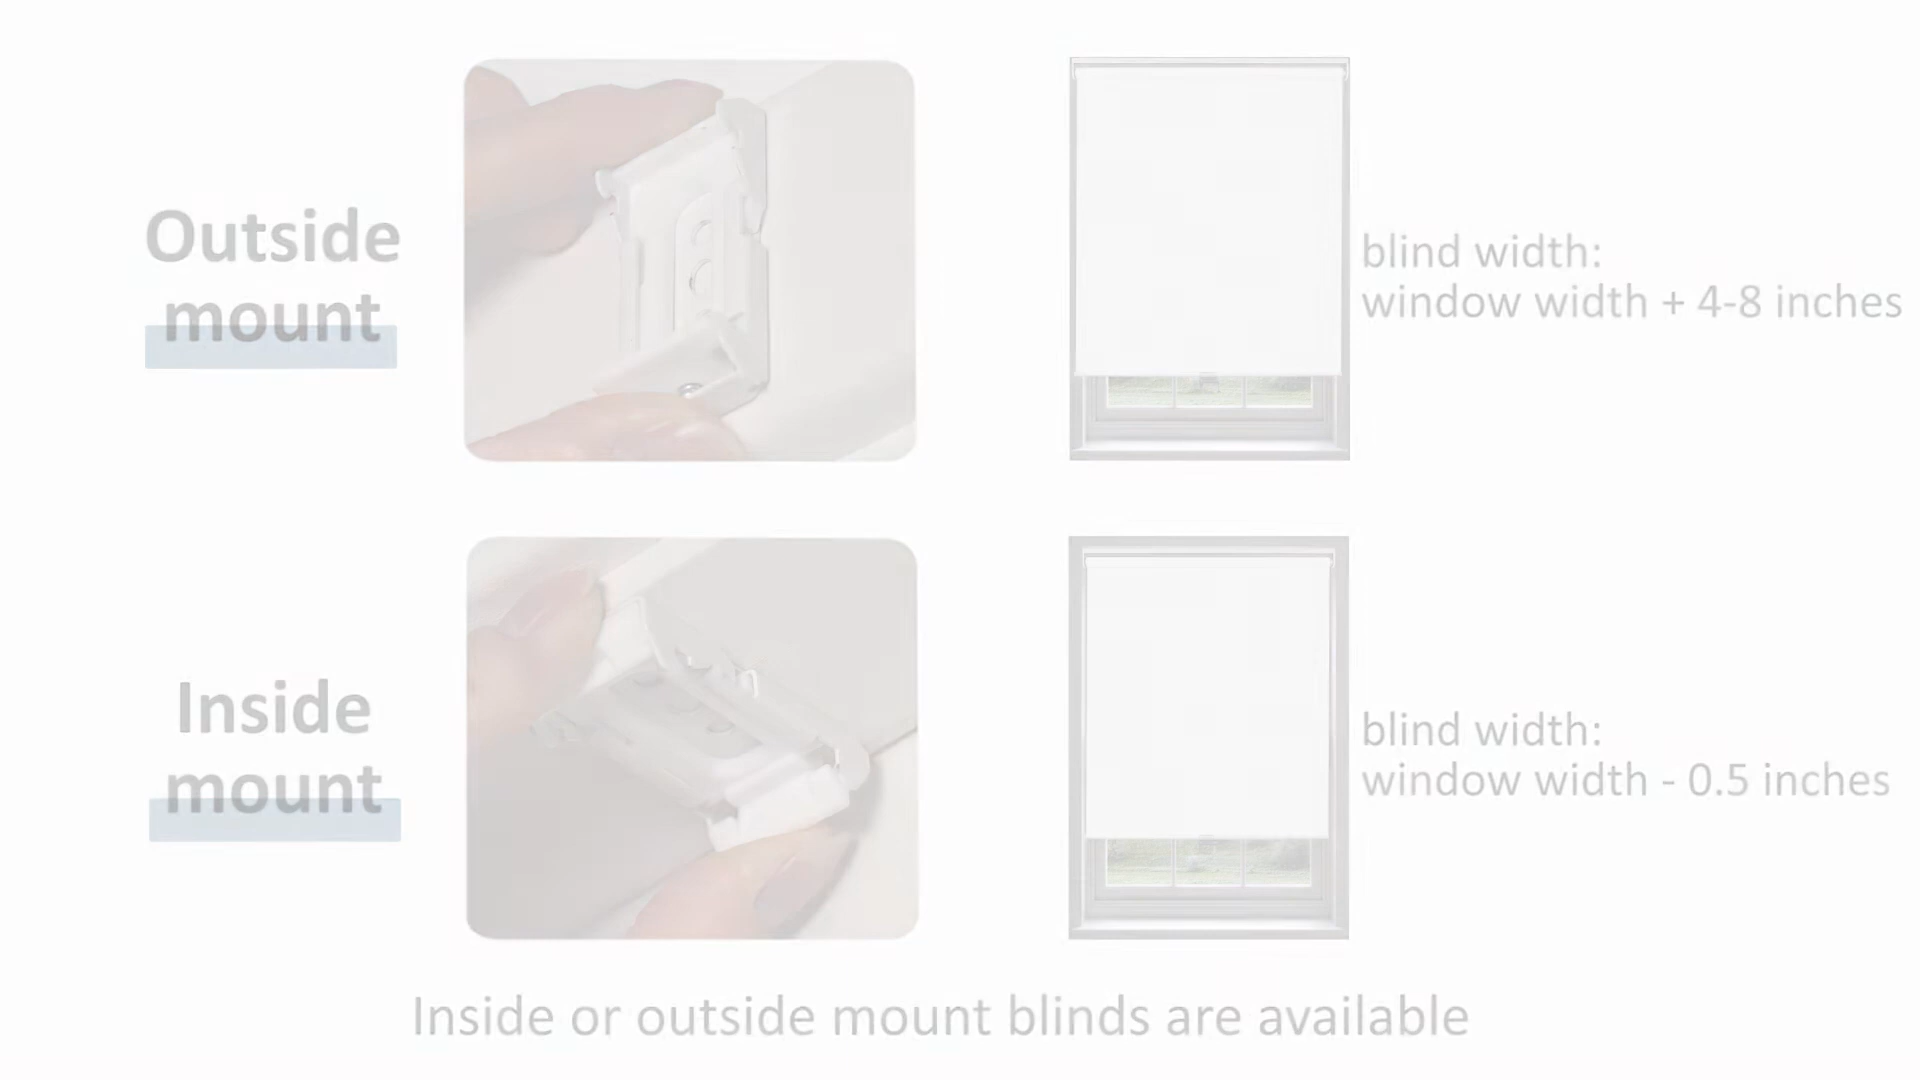 Outside
mount
blind width:
window width + 4-8 inches
Inside
mount
blind width:
window width - 0.5 inches
Inside or outside mount blinds are available